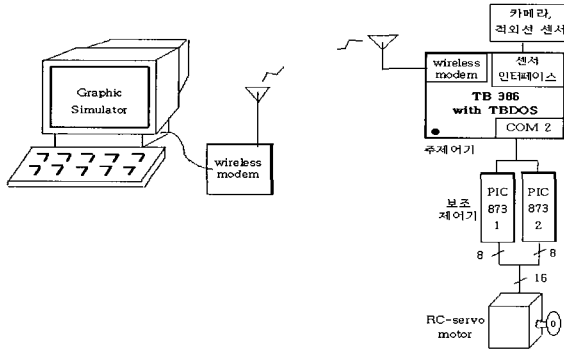 Graphic
Simulator
wireless
modem
카메라,
적외선 센서
wireless
modem
센서
인터페이스
TB 386
with TBDOS
COM 2
주제어기
보조
제어기
PIC
873
1
PIC
873
2
8
8
16
RC-servo
motor